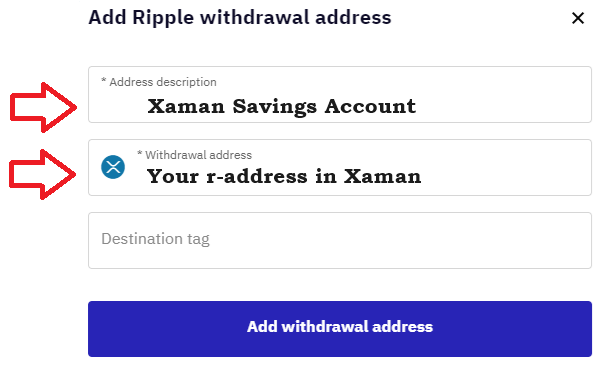 Add Ripple withdrawal address
* Address description
Xaman Savings Account
* Withdrawal address
Your r-address in Xaman
Destination tag
Add withdrawal address